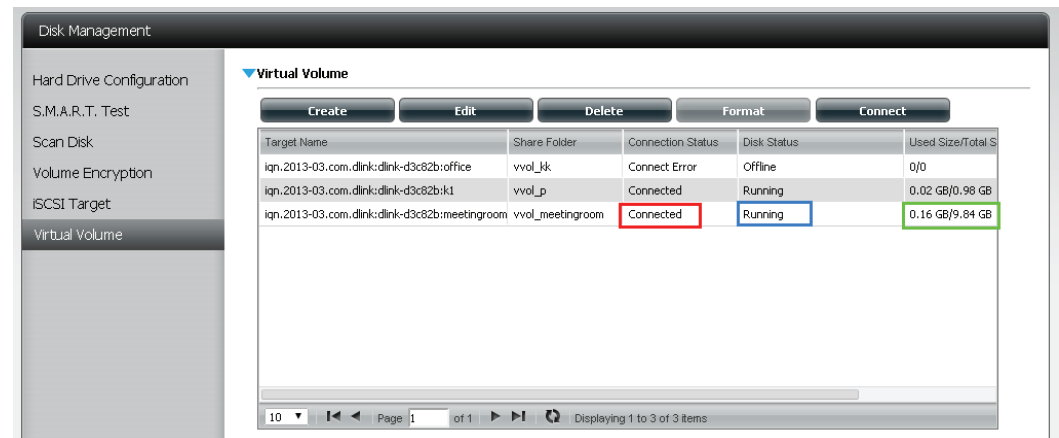 Disk Management
Hard Drive Configuration
S.M.A.R.T. Test
Scan Disk
Volume Encryption
iSCSI Target
Virtual Volume
Virtual Volume
Create Edit Delete Format Connect
Target Name Share Folder Connection Status Disk Status Used Size/Total S
iqn.2013-03.com.dlink:dlink-d3c82b:office vvol_kk Connect Error Offline 0/0
iqn.2013-03.com.dlink:dlink-d3c82b:k1 vvol_p Connected Running 0.02 GB/0.98 GB
iqn.2013-03.com.dlink:dlink-d3c82b:meetingroom vvol_meetingroom Connected Running 0.16 GB/9.84 GB
10 Page 1 of 1 Displaying 1 to 3 of 3 items